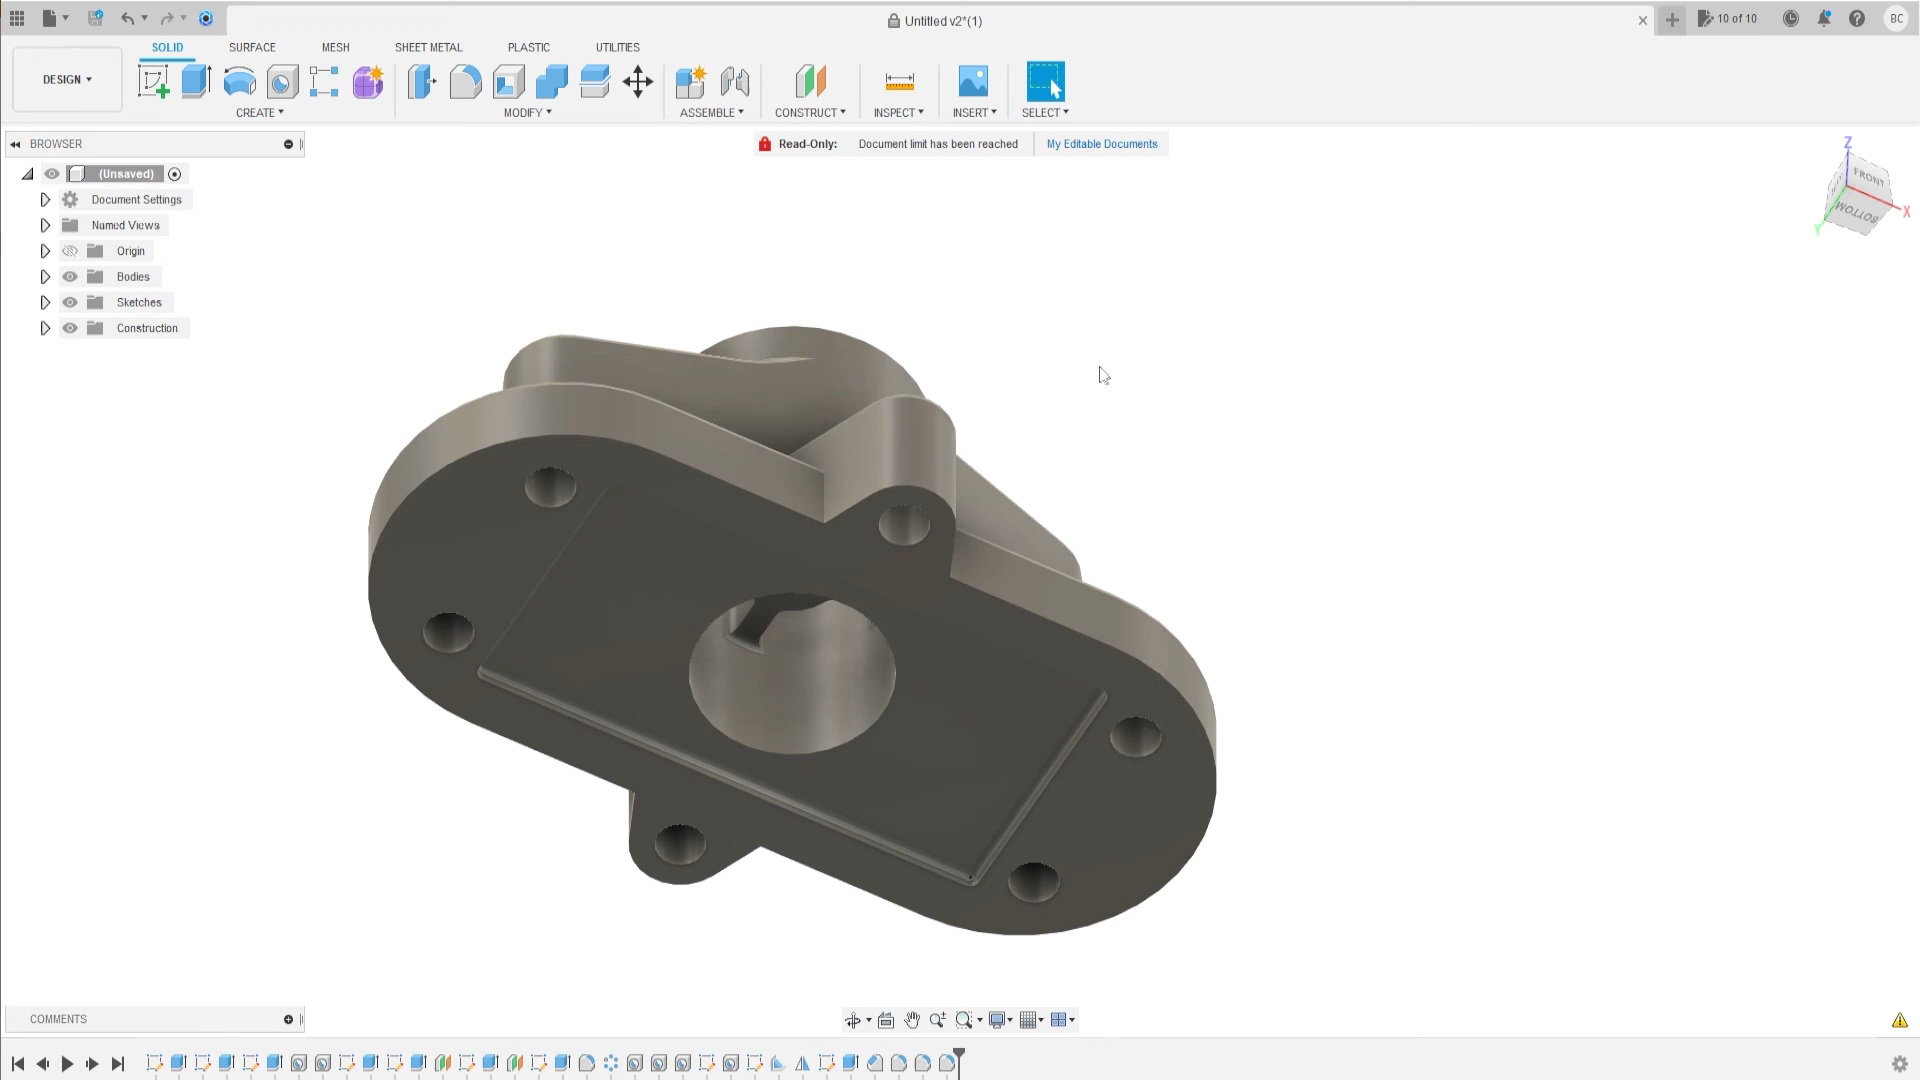 Untitled v2*(1)
10 of 10
BC
SOLID SURFACE MESH SHEET METAL PLASTIC UTILITIES
DESIGN
CREATE MODIFY ASSEMBLE CONSTRUCT INSPECT INSERT SELECT
BROWSER
Read-Only: Document limit has been reached My Editable Documents
(Unsaved)
Document Settings
Named Views
Origin
Bodies
Sketches
Construction
Z
FRONT
BOTTOM
X
Y
COMMENTS